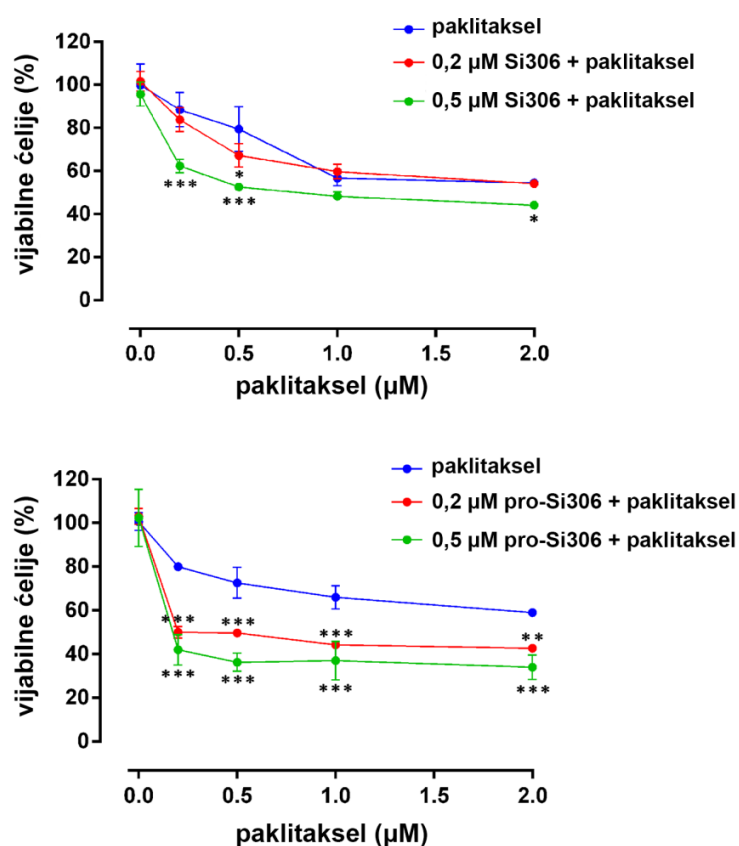 paklitaksel
0,2 µM Si306 + paklitaksel
0,5 µM Si306 + paklitaksel
vijabilne ćelije (%)
120
100
80
60
40
20
0
*
***
***
*
0.0 0.5 1.0 1.5 2.0
paklitaksel (µM)
paklitaksel
0,2 µM pro-Si306 + paklitaksel
0,5 µM pro-Si306 + paklitaksel
vijabilne ćelije (%)
120
100
80
60
40
20
0
*** *** *** **
*** *** *** ***
0.0 0.5 1.0 1.5 2.0
paklitaksel (µM)